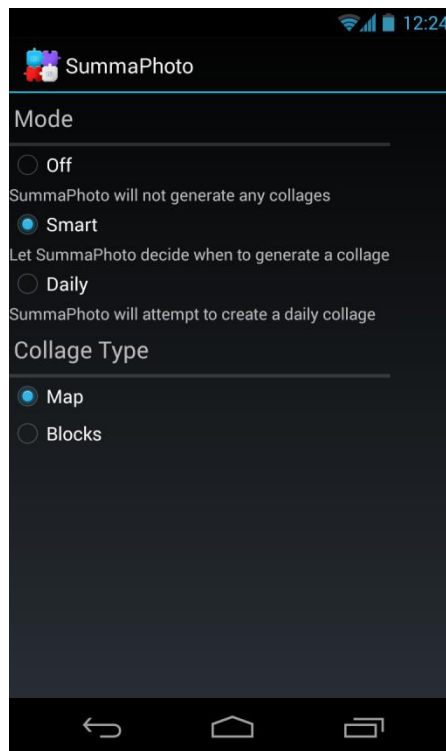 12:24
SummaPhoto
Mode
Off
SummaPhoto will not generate any collages
Smart
Let SummaPhoto decide when to generate a collage
Daily
SummaPhoto will attempt to create a daily collage
Collage Type
Map
Blocks